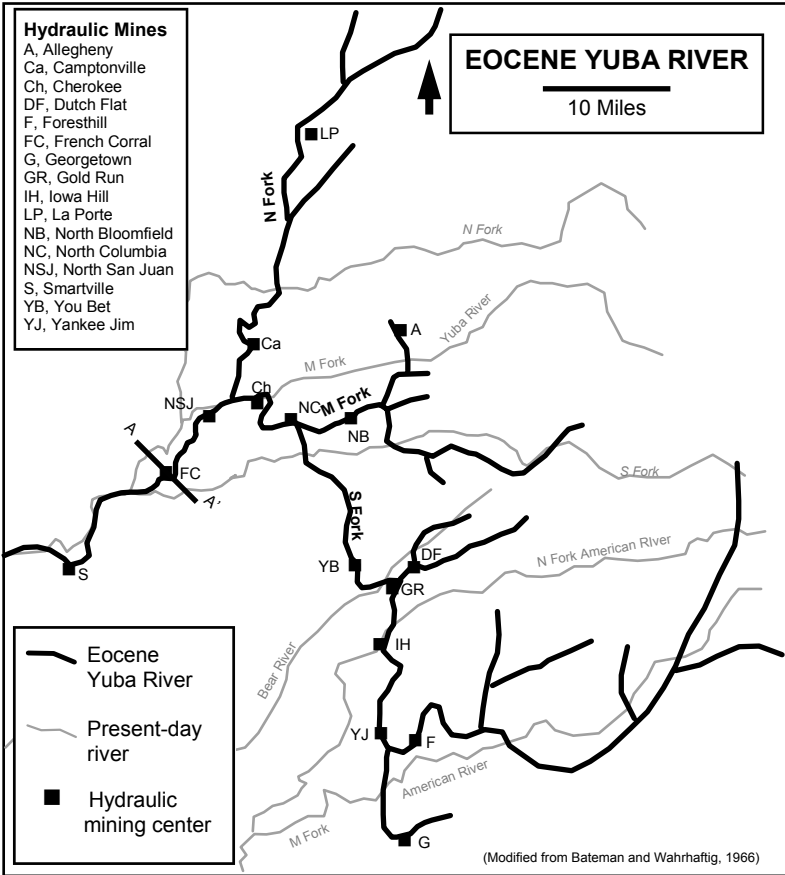 Hydraulic Mines
A, Allegheny
Ca, Camptonville
Ch, Cherokee
DF, Dutch Flat
F, Foresthill
FC, French Corral
G, Georgetown
GR, Gold Run
IH, Iowa Hill
LP, La Porte
NB, North Bloomfield
NC, North Columbia
NSJ, North San Juan
S, Smartville
YB, You Bet
YJ, Yankee Jim
EOCENE YUBA RIVER
10 Miles
LP
N Fork
N Fork
Yuba River
A
Ca
M Fork
Ch
NSJ
NC
M Fork
NB
A
FC
A'
S Fork
S Fork
S
YB
DF
GR
N Fork American RIver
IH
Bear River
YJ
F
American River
M Fork
G
Eocene
Yuba River
Present-day
river
Hydraulic
mining center
(Modified from Bateman and Wahrhaftig, 1966)